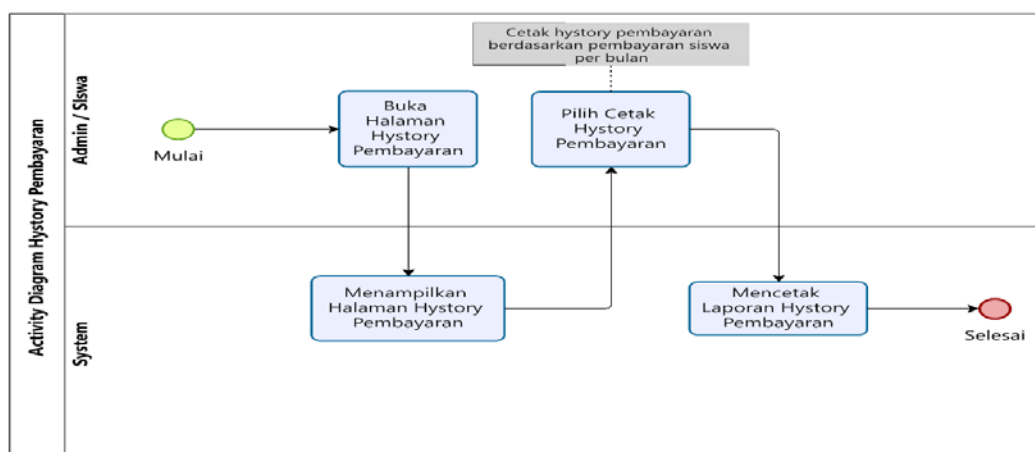 Activity Diagram Hystory Pembayaran
Admin / SIswa
Cetak hystory pembayaran
berdasarkan pembayaran siswa
per bulan
Mulai
Buka
Halaman
Hystory
Pembayaran
Pilih Cetak
Hystory
Pembayaran
System
Menampilkan
Halaman Hystory
Pembayaran
Mencetak
Laporan Hystory
Pembayaran
Selesai